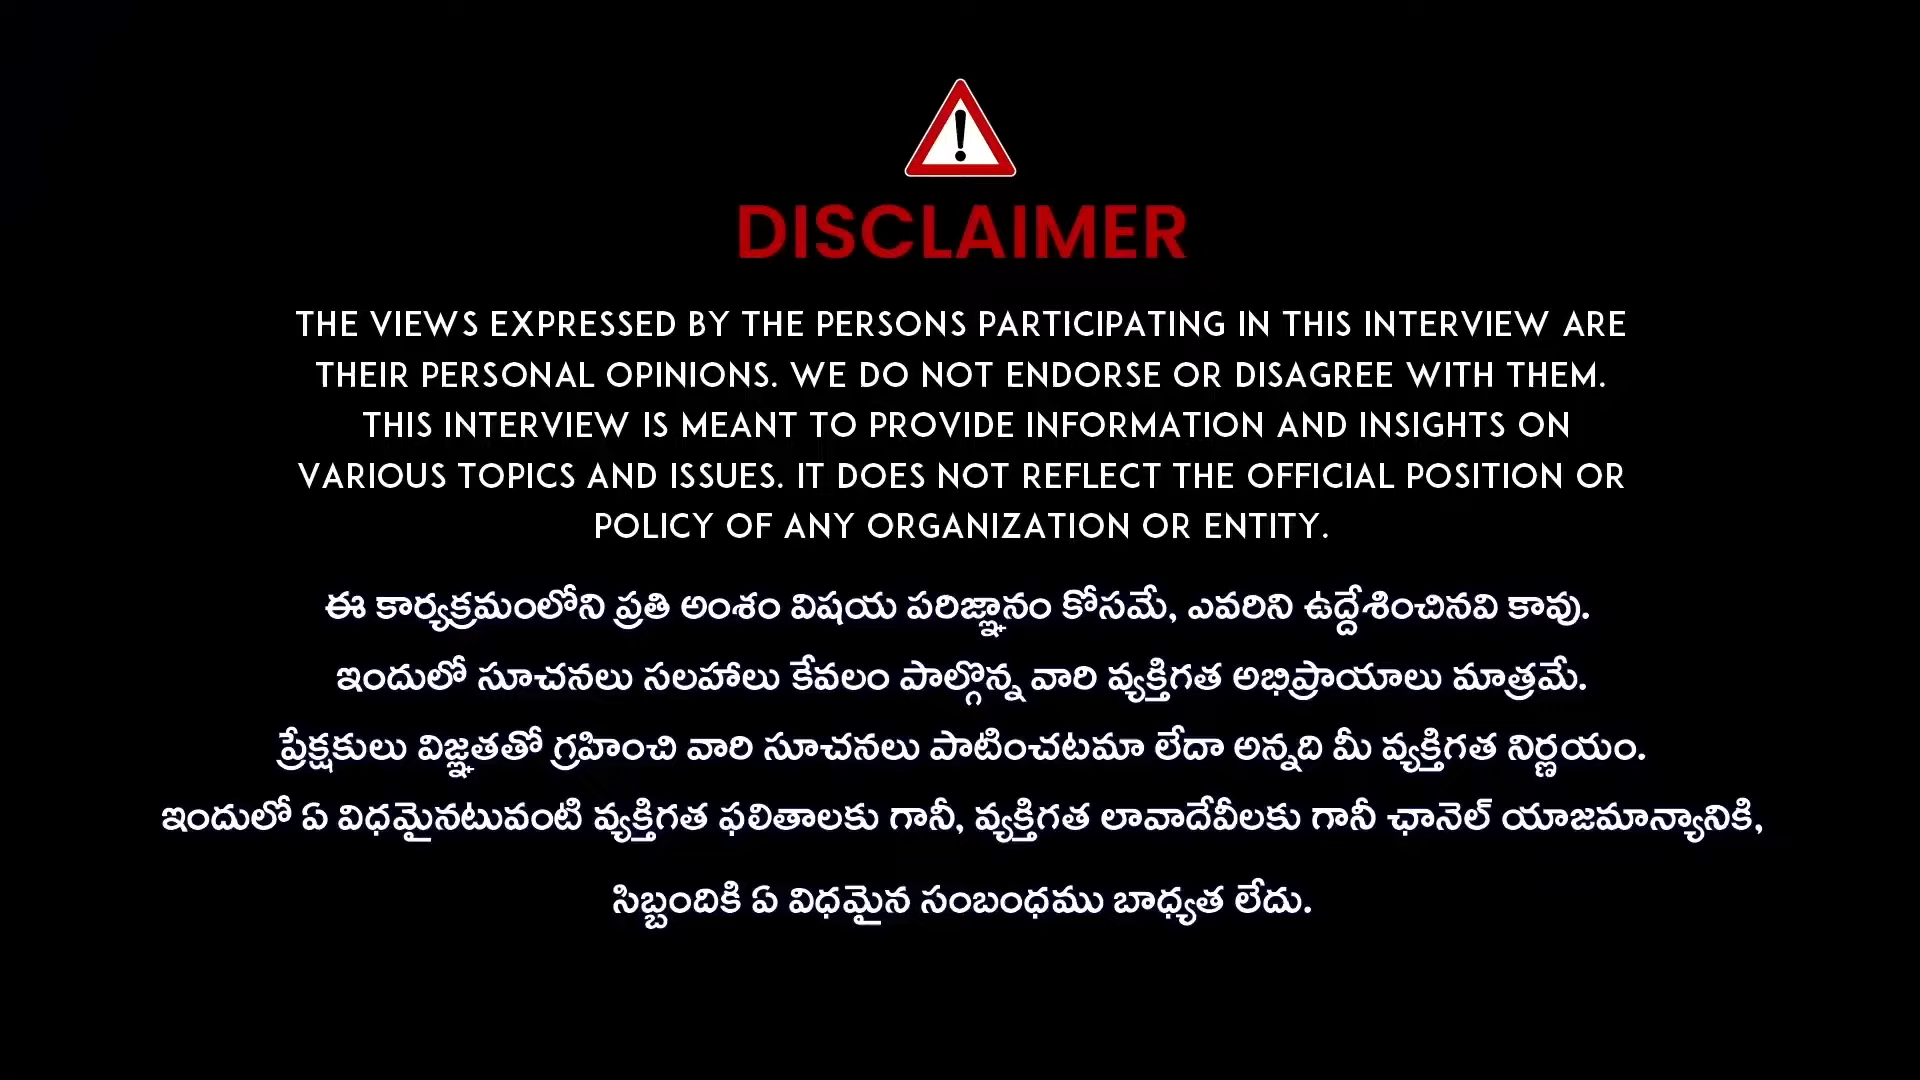 DISCLAIMER
THE VIEWS EXPRESSED BY THE PERSONS PARTICIPATING IN THIS INTERVIEW ARE
THEIR PERSONAL OPINIONS. WE DO NOT ENDORSE OR DISAGREE WITH THEM.
THIS INTERVIEW IS MEANT TO PROVIDE INFORMATION AND INSIGHTS ON
VARIOUS TOPICS AND ISSUES. IT DOES NOT REFLECT THE OFFICIAL POSITION OR
POLICY OF ANY ORGANIZATION OR ENTITY.
ఈ కార్యక్రమంలోని ప్రతి అంశం విషయ పరిజ్ఞానం కోసమే, ఎవరిని ఉద్దేశించినవి కావు.
ఇందులో సూచనలు సలహాలు కేవలం పాల్గొన్న వారి వ్యక్తిగత అభిప్రాయాలు మాత్రమే.
ప్రేక్షకులు విజ్ఞతతో గ్రహించి వారి సూచనలు పాటించటమా లేదా అన్నది మీ వ్యక్తిగత నిర్ణయం.
ఇందులో ఏ విధమైనటువంటి వ్యక్తిగత ఫలితాలకు గానీ, వ్యక్తిగత లావాదేవీలకు గానీ ఛానెల్ యాజమాన్యానికి,
సిబ్బందికి ఏ విధమైన సంబంధము బాధ్యత లేదు.